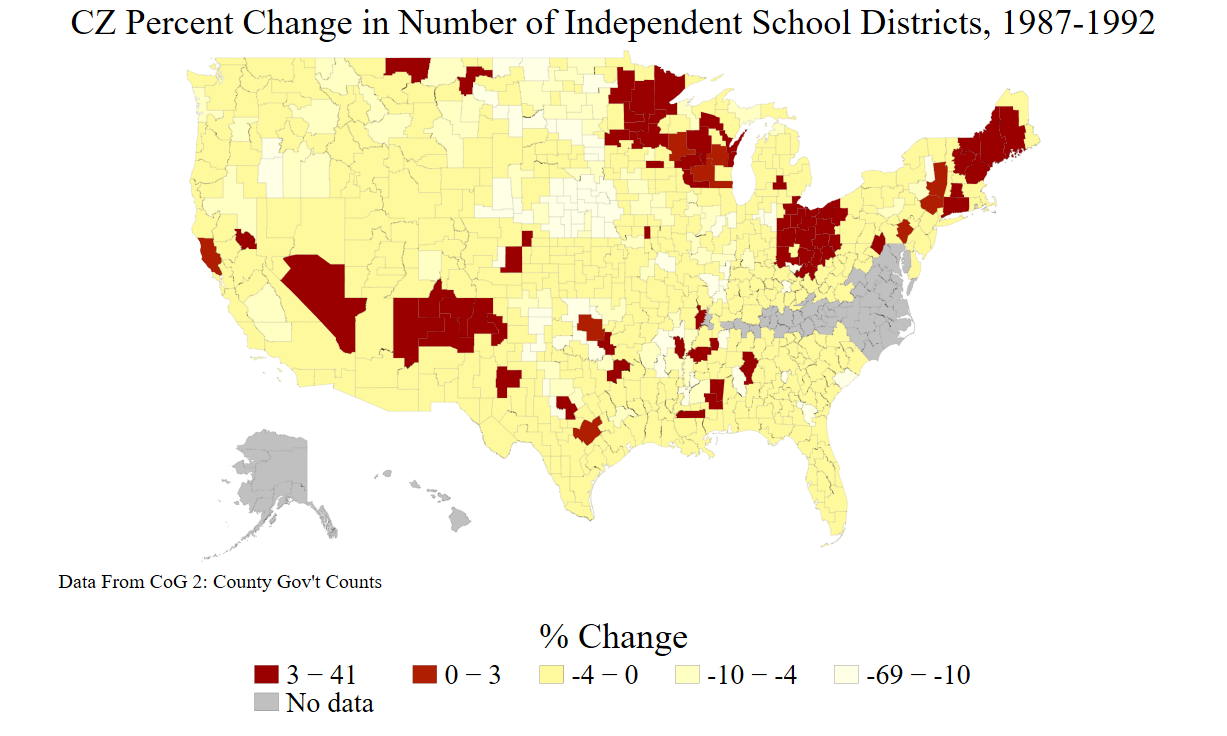 CZ Percent Change in Number of Independent School Districts, 1987-1992
Data From CoG 2: County Gov't Counts
% Change
3 − 41 0 − 3 -4 − 0 -10 − -4 -69 − -10
No data